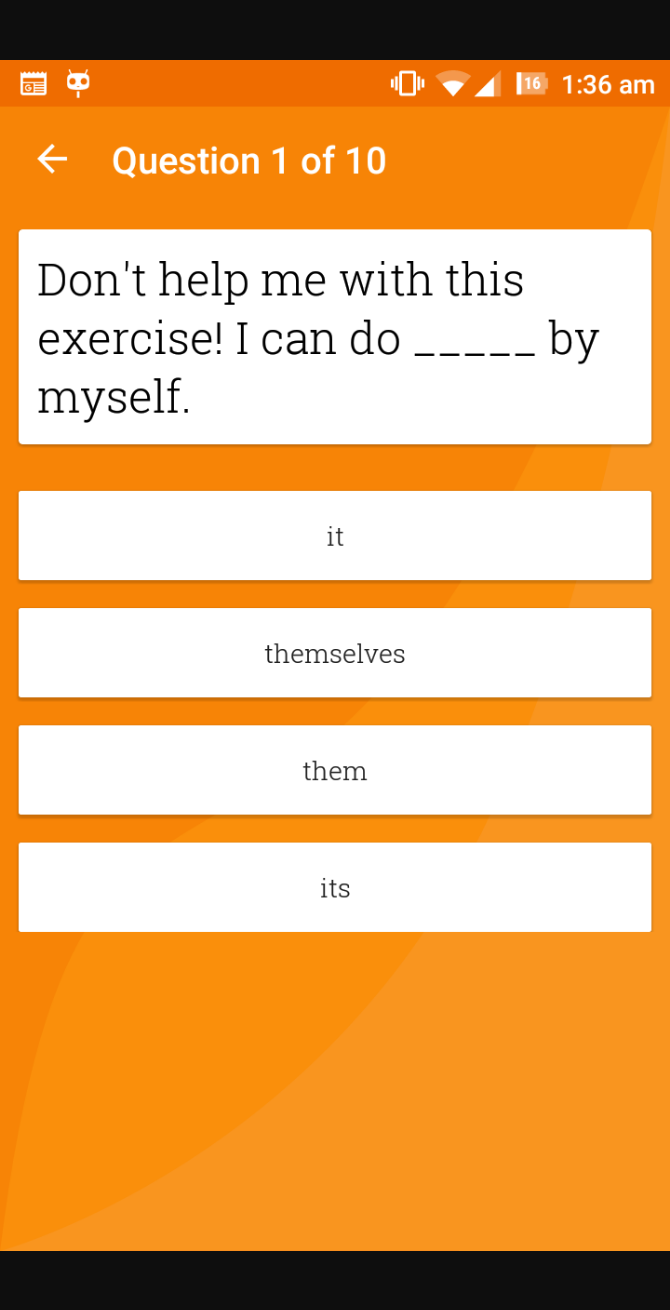 16 1:36 am
Question 1 of 10
Don't help me with this
exercise! I can do _____ by
myself.
it
themselves
them
its